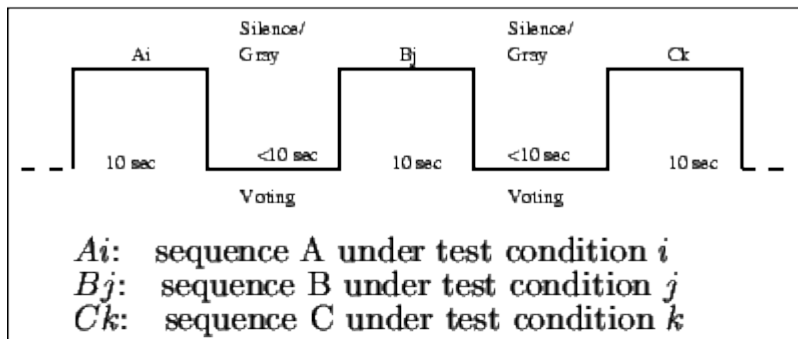 Silence/ Silence/
Ai Gray Bj Gray Ck
10 sec <10 sec 10 sec <10 sec 10 sec
Voting Voting
Ai: sequence A under test condition i
Bj: sequence B under test condition j
Ck: sequence C under test condition k